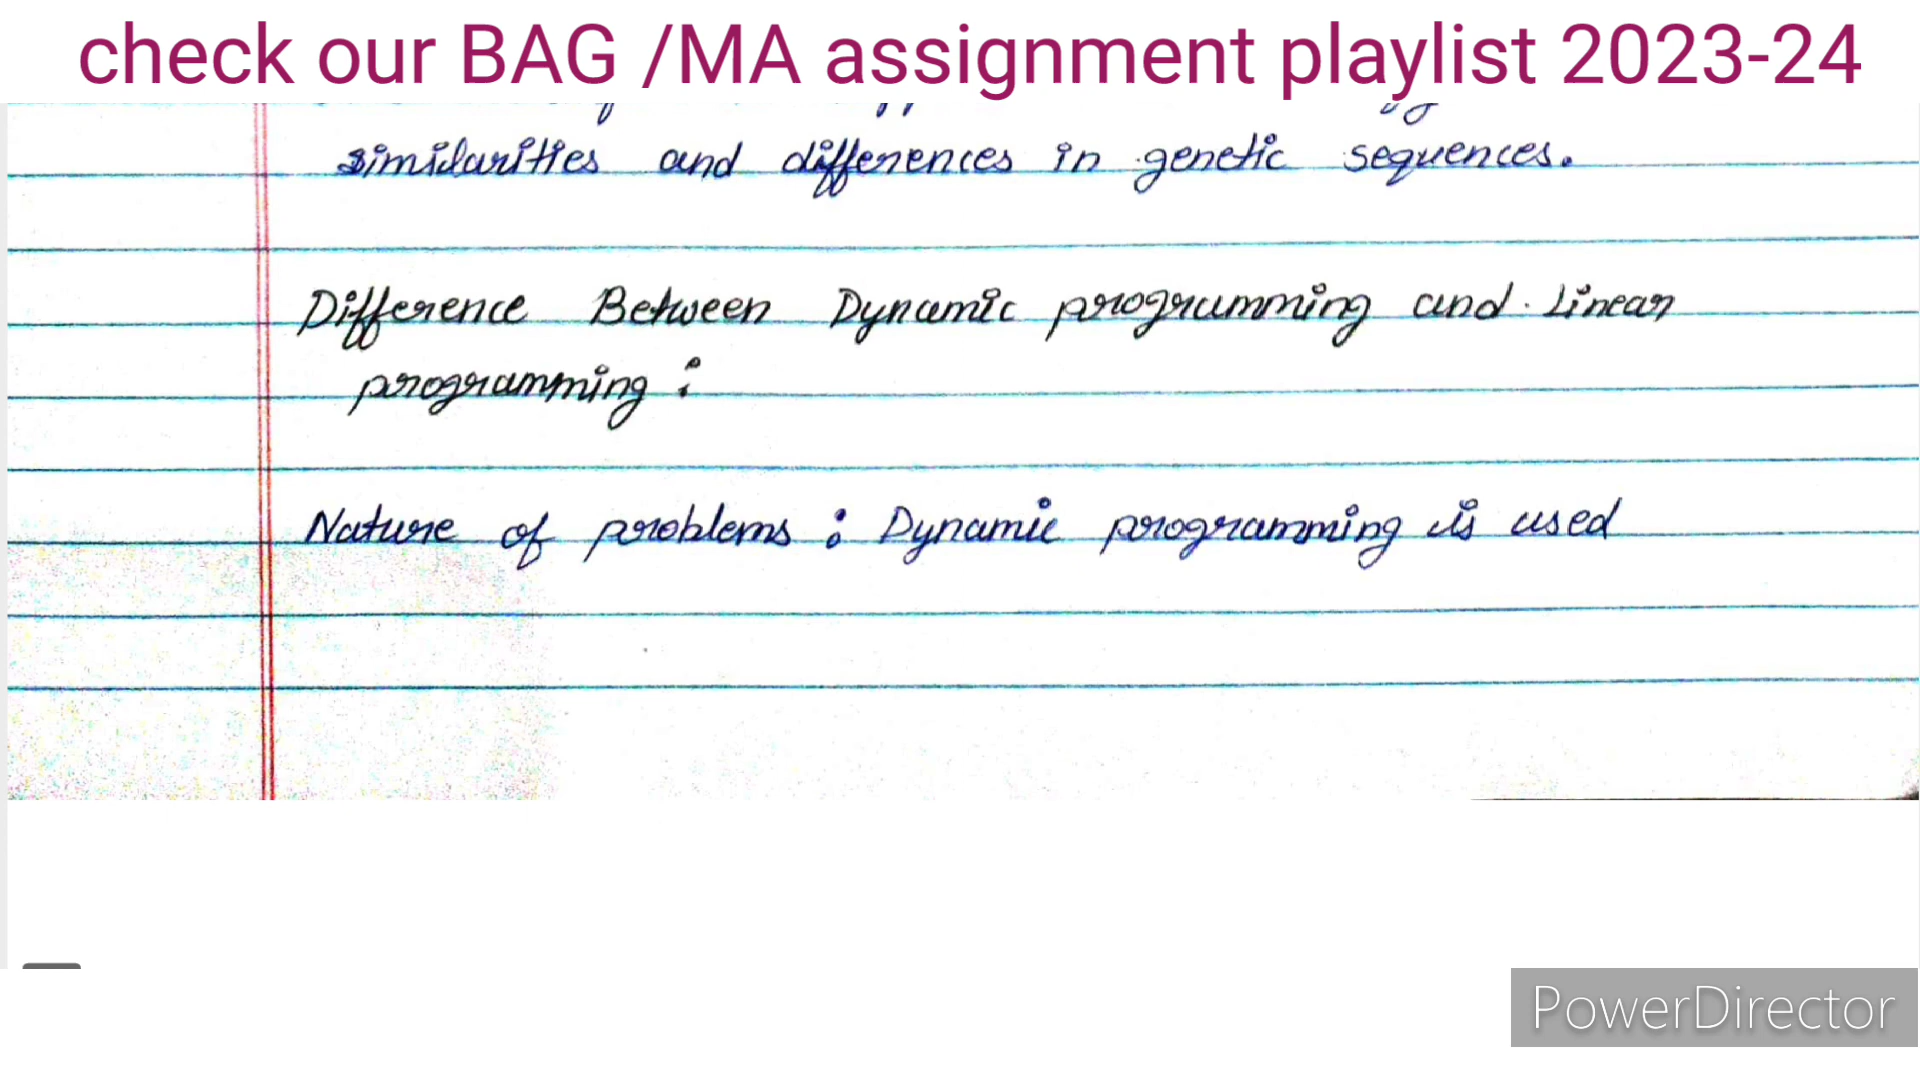 check our BAG /MA assignment playlist 2023-24
similarities and differences in genetic sequences.
Difference Between Dynamic programming and Linear
programming :
Nature of problems : Dynamic programming is used
PowerDirector